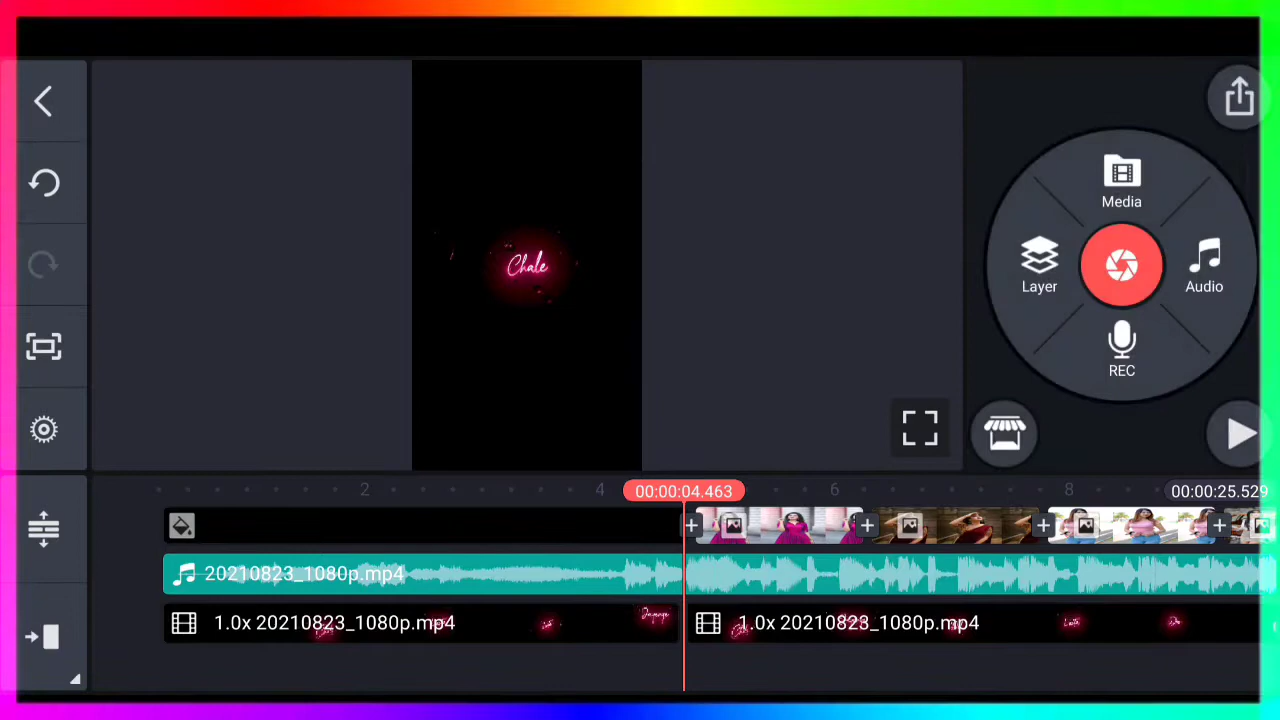 Media
Chale
Layer
Audio
REC
2
4
00:00:04.463
6
8
00:00:25.529
20210823_1080p.mp4
1.0x 20210823_1080p.mp4
1.0x 20210823_1080p.mp4